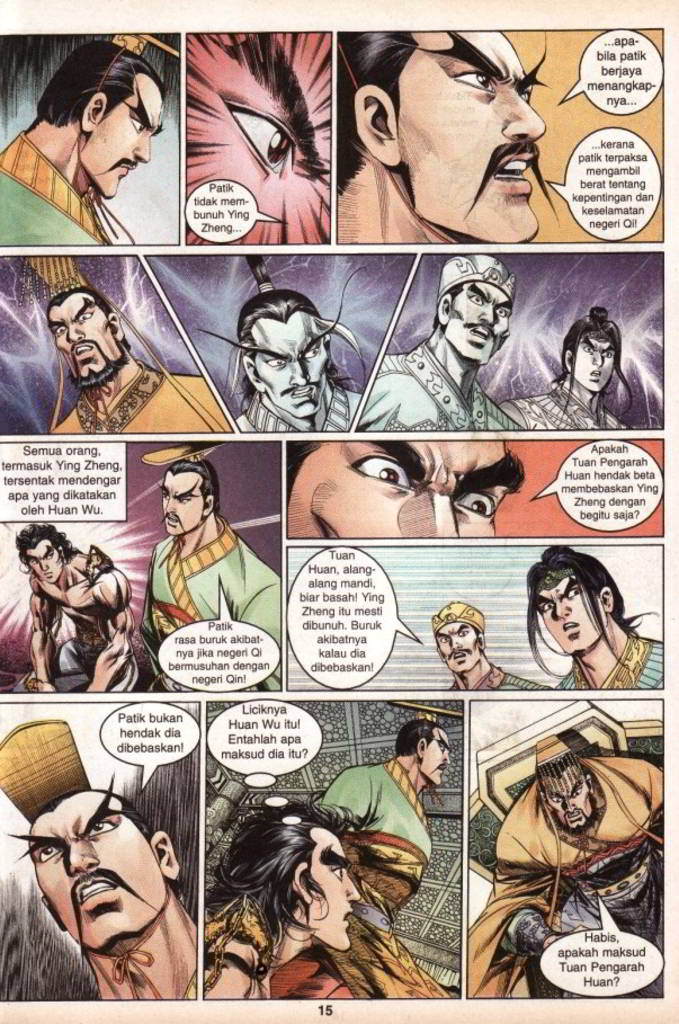 Patik
tidak mem-
bunuh Ying
Zheng...
...apa-
bila patik
berjaya
menangkap-
nya...
...kerana
patik terpaksa
mengambil
berat tentang
kepentingan dan
keselamatan
negeri Qi!
Semua orang,
termasuk Ying Zheng,
tersentak mendengar
apa yang dikatakan
oleh Huan Wu.
Patik
rasa buruk akibat-
nya jika negeri Qi
bermusuhan dengan
negeri Qin!
Apakah
Tuan Pengarah
Huan hendak beta
membebaskan Ying
Zheng dengan
begitu saja?
Tuan
Huan, alang-
alang mandi,
biar basah! Ying
Zheng itu mesti
dibunuh. Buruk
akibatnya
kalau dia
dibebaskan!
Patik bukan
hendak dia
dibebaskan!
Liciknya
Huan Wu itu!
Entahlah apa
maksud dia itu?
Habis,
apakah maksud
Tuan Pengarah
Huan?
15